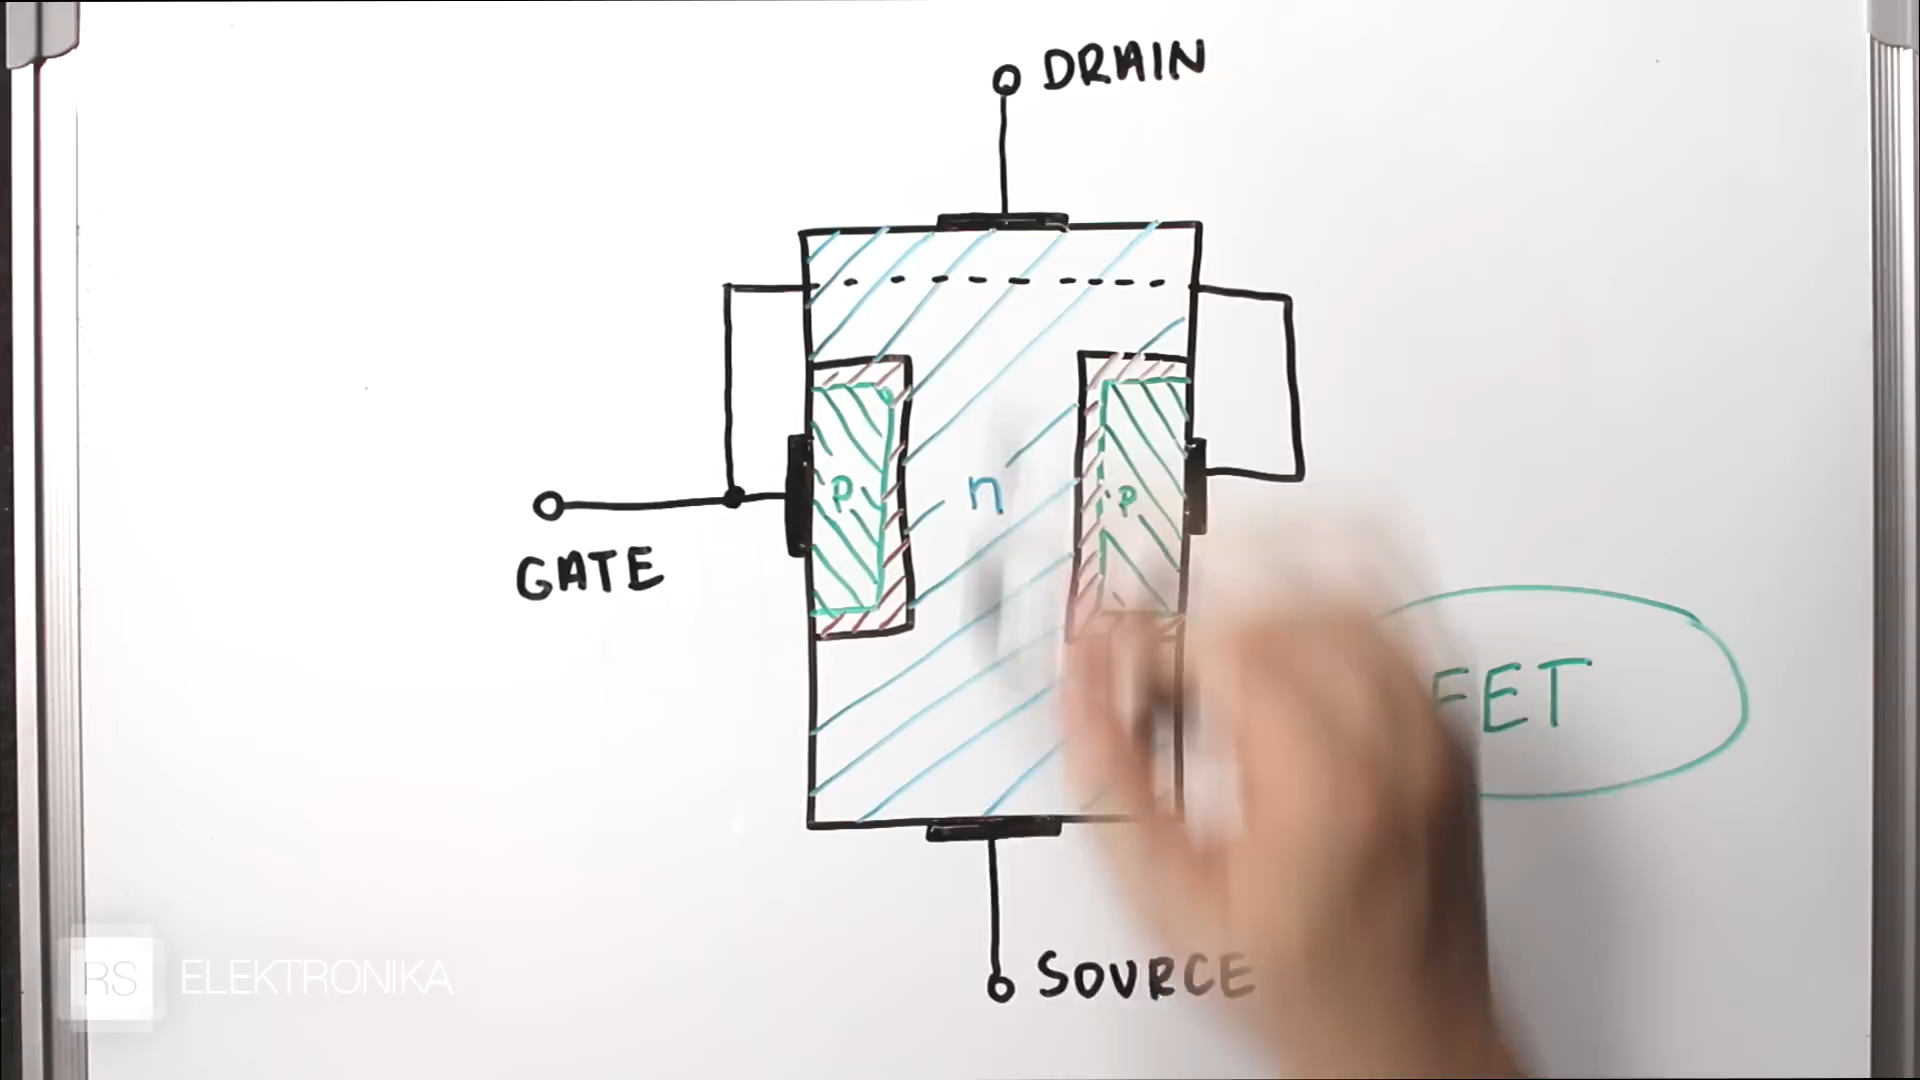 DRAIN
p
n
p
GATE
FET
SOURCE
RS ELEKTRONIKA